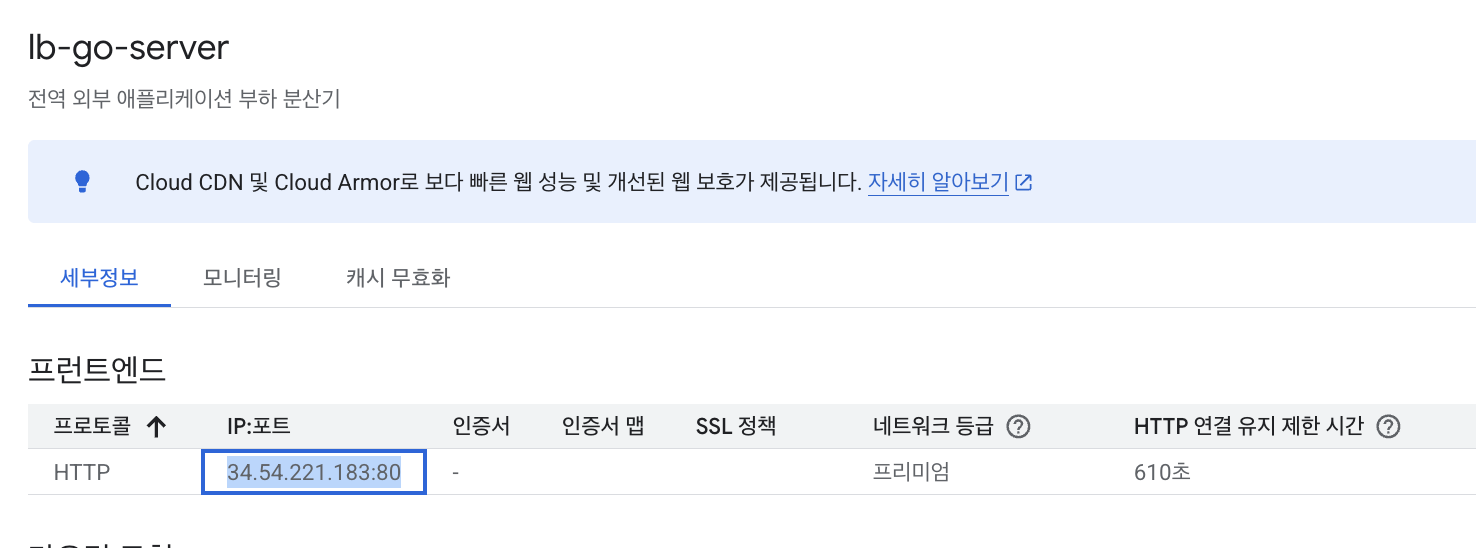 lb-go-server
전역 외부 애플리케이션 부하 분산기
Cloud CDN 및 Cloud Armor로 보다 빠른 웹 성능 및 개선된 웹 보호가 제공됩니다. 자세히 알아보기
세부정보 모니터링 캐시 무효화
프런트엔드
프로토콜 IP:포트 인증서 인증서 맵 SSL 정책 네트워크 등급 HTTP 연결 유지 제한 시간
HTTP 34.54.221.183:80 - 프리미엄 610초